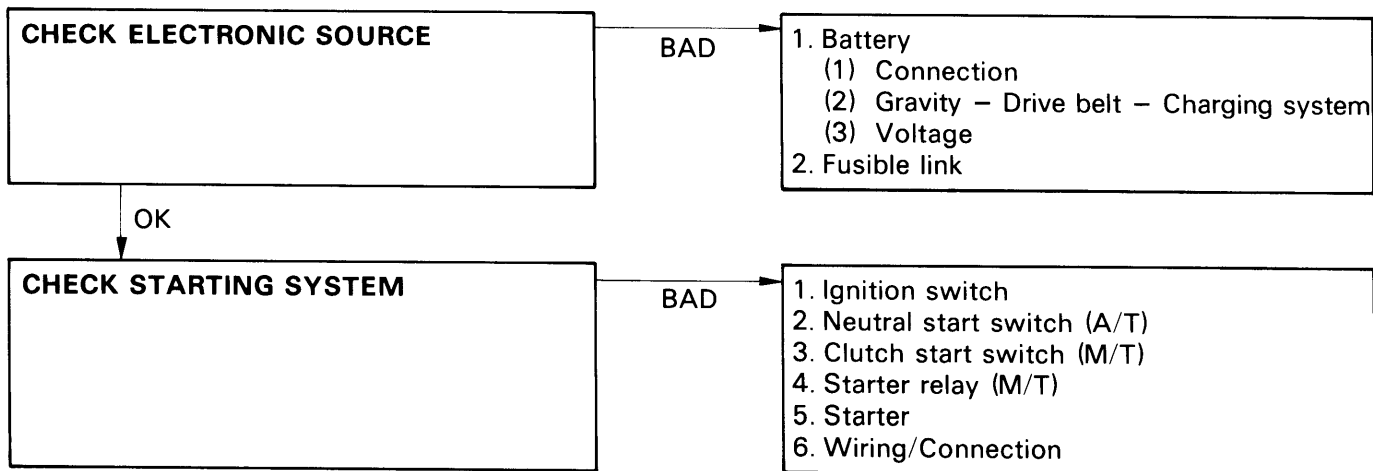 CHECK ELECTRONIC SOURCE
BAD
1. Battery
(1) Connection
(2) Gravity – Drive belt – Charging system
(3) Voltage
2. Fusible link
OK
CHECK STARTING SYSTEM
BAD
1. Ignition switch
2. Neutral start switch (A/T)
3. Clutch start switch (M/T)
4. Starter relay (M/T)
5. Starter
6. Wiring/Connection